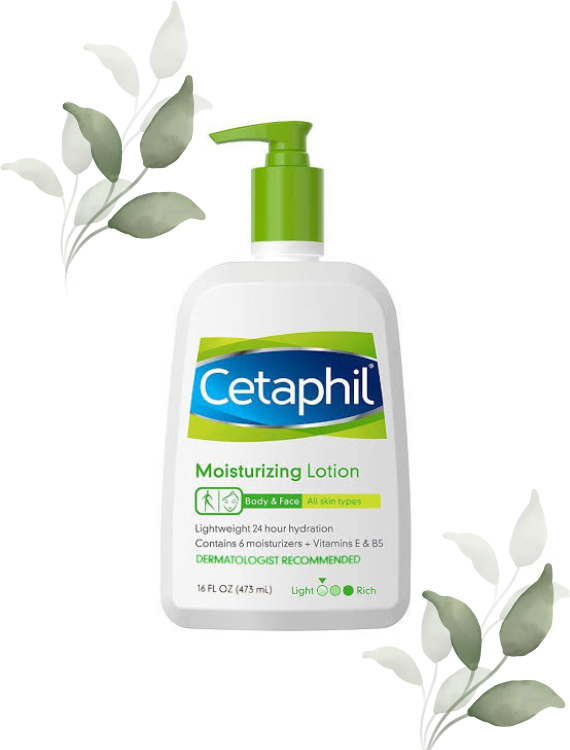 Cetaphil®
Moisturizing Lotion
Body & Face All skin types
Lightweight 24 hour hydration
Contains 6 moisturizers + Vitamins E & B5
DERMATOLOGIST RECOMMENDED
16 FL OZ (473 mL) Light Rich